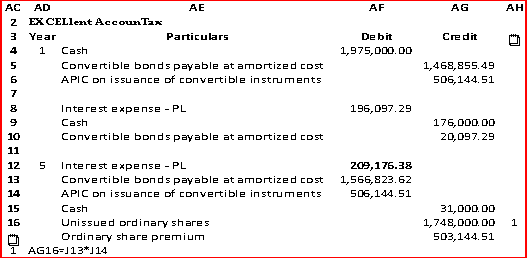 AC AD AE AF AG AH
2 EXCELlent AccounTax
3 Year Particulars Debit Credit
4 1 Cash 1,975,000.00
5 Convertible bonds payable at amortized cost 1,468,855.49
6 APIC on issuance of convertible instruments 506,144.51
7
8 Interest expense - PL 196,097.29
9 Cash 176,000.00
10 Convertible bonds payable at amortized cost 20,097.29
11
12 5 Interest expense - PL 209,176.38
13 Convertible bonds payable at amortized cost 1,566,823.62
14 APIC on issuance of convertible instruments 506,144.51
15 Cash 31,000.00
16 Unissued ordinary shares 1,748,000.00 1
Ordinary share premium 503,144.51
1 AG16=J13*J14